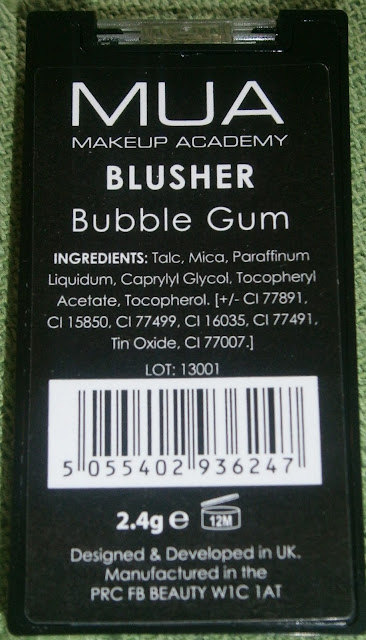 MUA
MAKEUP ACADEMY
BLUSHER
Bubble Gum
INGREDIENTS: Talc, Mica, Paraffinum
Liquidum, Caprylyl Glycol, Tocopheryl
Acetate, Tocopherol. [+/- CI 77891,
CI 15850, CI 77499, CI 16035, CI 77491,
Tin Oxide, CI 77007.]
LOT: 13001
5 055402 936247
2.4g e 12M
Designed & Developed in UK.
Manufactured in the
PRC FB BEAUTY W1C 1AT